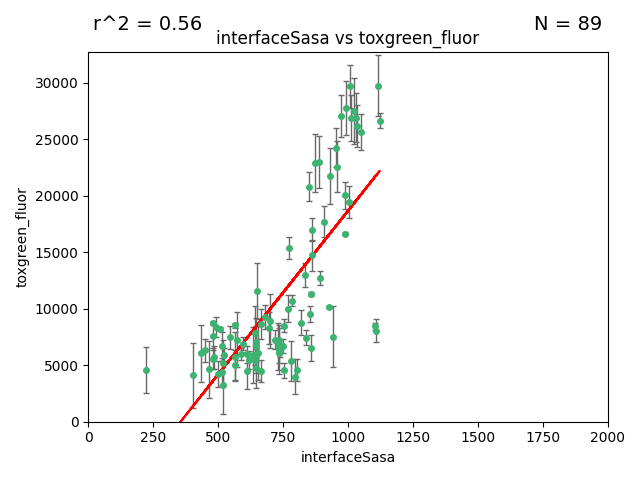 r^2 = 0.56
N = 89
interfaceSasa vs toxgreen_fluor
30000
25000
20000
15000
10000
5000
0
toxgreen_fluor
0 250 500 750 1000 1250 1500 1750 2000
interfaceSasa